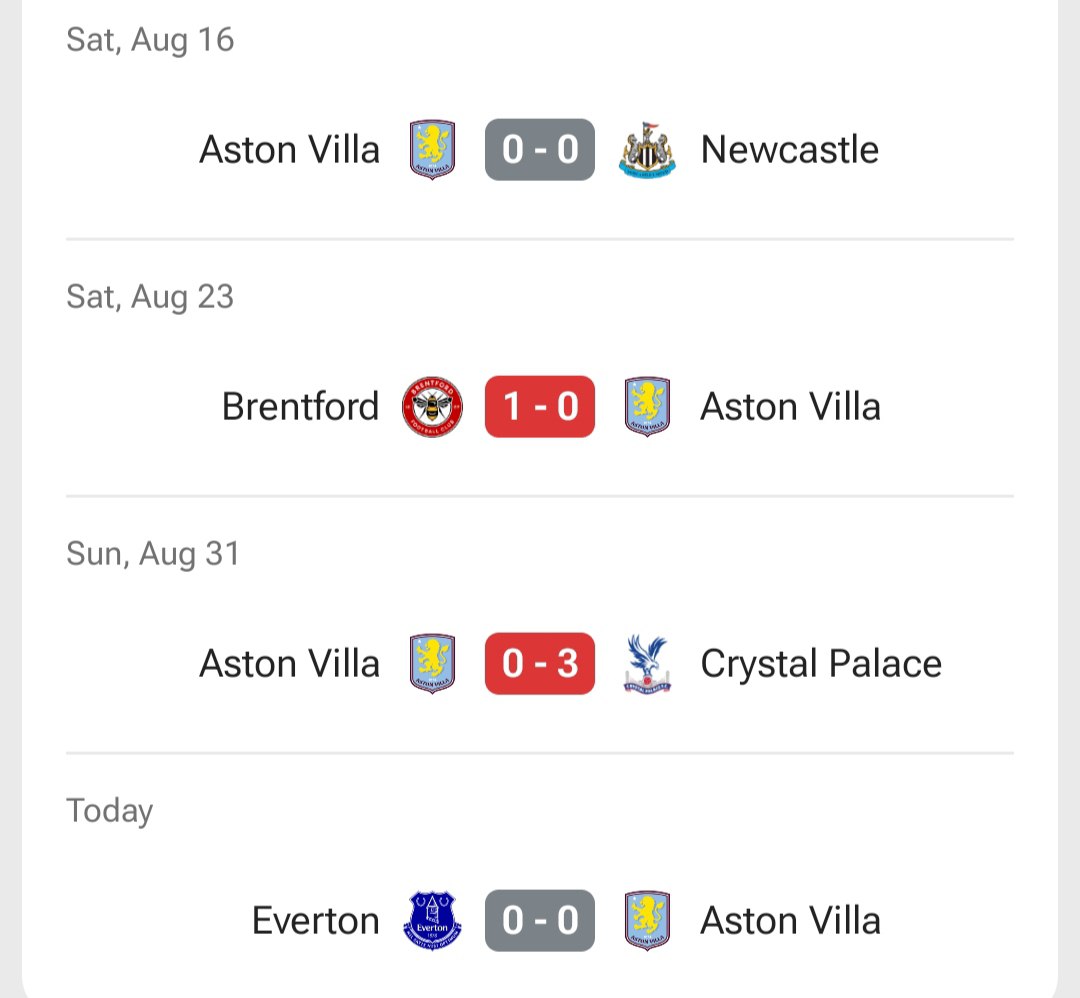 Sat, Aug 16
Aston Villa 0 - 0 Newcastle
Sat, Aug 23
Brentford 1 - 0 Aston Villa
Sun, Aug 31
Aston Villa 0 - 3 Crystal Palace
Today
Everton 0 - 0 Aston Villa